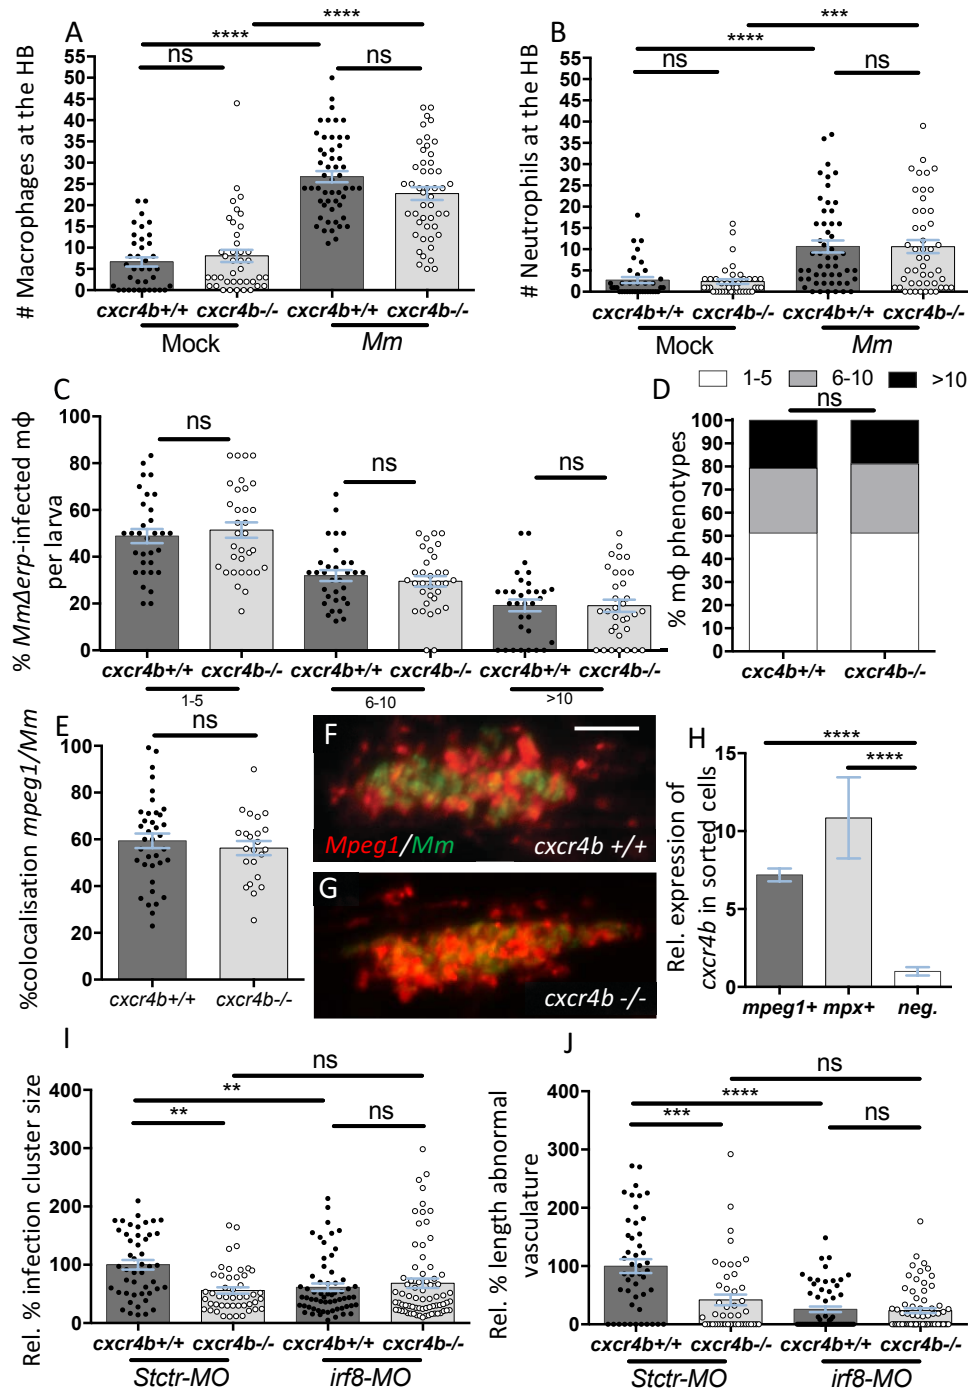 A
# Macrophages at the HB
55
50
45
40
35
30
25
20
15
10
5
0
****
****
ns
ns
cxcr4b+/+ cxcr4b-/- cxcr4b+/+ cxcr4b-/-
Mock Mm
B
# Neutrophils at the HB
55
50
45
40
35
30
25
20
15
10
5
0
***
****
ns
ns
cxcr4b+/+ cxcr4b-/- cxcr4b+/+ cxcr4b-/-
Mock Mm
C
% MmΔerp-infected mϕ
per larva
100
80
60
40
20
0
ns
ns
ns
cxcr4b+/+ cxcr4b-/- cxcr4b+/+ cxcr4b-/- cxcr4b+/+ cxcr4b-/-
1-5 6-10 >10
1-5 6-10 >10
D
ns
% mϕ phenotypes
100
90
80
70
60
50
40
30
20
10
0
cxc4b+/+ cxcr4b-/-
E
%colocalisation mpeg1/Mm
100
80
60
40
20
0
ns
cxcr4b+/+ cxcr4b-/-
F
Mpeg1/Mm cxcr4b +/+
G
cxcr4b -/-
H
Rel. expression of
cxcr4b in sorted cells
15
10
5
0
****
****
mpeg1+ mpx+ neg.
I
Rel. % infection cluster size
400
300
200
100
0
ns
**
**
ns
cxcr4b+/+ cxcr4b-/- cxcr4b+/+ cxcr4b-/-
Stctr-MO irf8-MO
J
Rel. % length abnormal
vasculature
400
300
200
100
0
ns
****
***
ns
cxcr4b+/+ cxcr4b-/- cxcr4b+/+ cxcr4b-/-
Stctr-MO irf8-MO